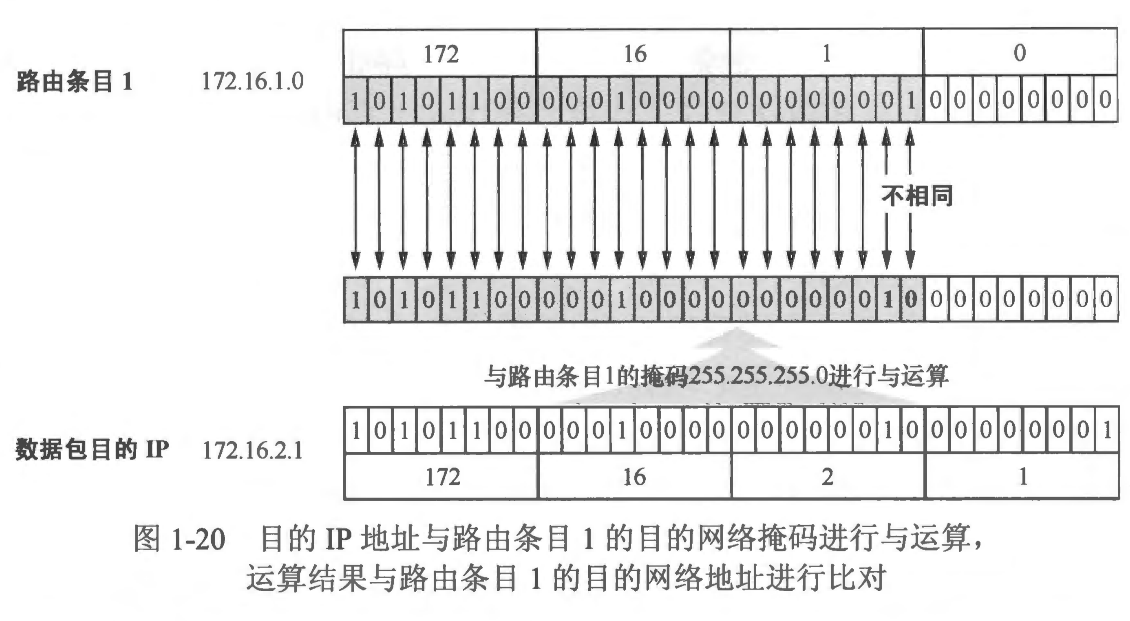 172 16 1 0
路由条目 1 172.16.1.0
1 0 1 0 1 1 0 0 0 0 0 1 0 0 0 0 0 0 0 0 0 0 0 1 0 0 0 0 0 0 0 0
不相同
1 0 1 0 1 1 0 0 0 0 0 1 0 0 0 0 0 0 0 0 0 0 1 0 0 0 0 0 0 0 0 0
与路由条目1的掩码255.255.255.0进行与运算
1 0 1 0 1 1 0 0 0 0 0 1 0 0 0 0 0 0 0 0 0 0 1 0 0 0 0 0 0 0 0 1
数据包目的 IP 172.16.2.1
172 16 2 1
图 1-20 目的 IP 地址与路由条目 1 的目的网络掩码进行与运算，
运算结果与路由条目 1 的目的网络地址进行比对